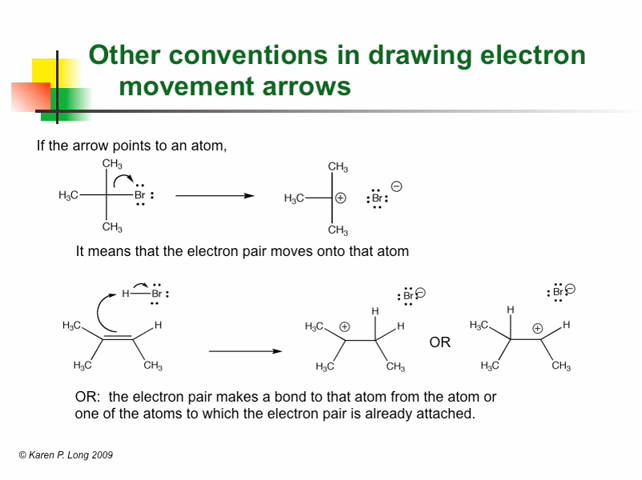 Other conventions in drawing electron
movement arrows
If the arrow points to an atom,
CH₃
H₃C Br :
CH₃
CH₃
H₃C ⊕ :Br: ⊖
CH₃
It means that the electron pair moves onto that atom
H Br :
H₃C H
H₃C CH₃
:Br: ⊖
H
H₃C ⊕ H
H₃C CH₃
OR
:Br: ⊖
H
H₃C ⊕ H
H₃C CH₃
OR: the electron pair makes a bond to that atom from the atom or
one of the atoms to which the electron pair is already attached.
© Karen P. Long 2009